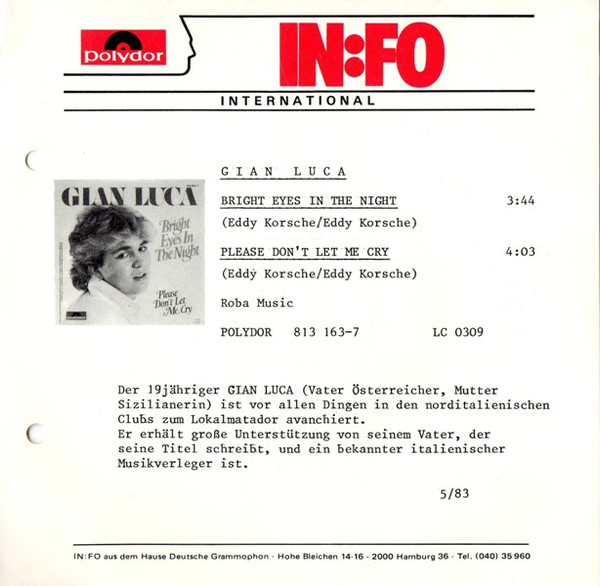 polydor
IN:FO
INTERNATIONAL
GIAN LUCA
BRIGHT EYES IN THE NIGHT 3:44
(Eddy Korsche/Eddy Korsche)
PLEASE DON'T LET ME CRY 4:03
(Eddy Korsche/Eddy Korsche)
Roba Music
POLYDOR 813 163-7 LC 0309
GIAN LUCA
Bright
Eyes In
The Night
Please
Don't Let
Me Cry
Der 19jähriger GIAN LUCA (Vater Österreicher, Mutter
Sizilianerin) ist vor allen Dingen in den norditalienischen
Clubs zum Lokalmatador avanchiert.
Er erhält große Unterstützung von seinem Vater, der
seine Titel schreibt, und ein bekannter italienischer
Musikverleger ist.
5/83
IN:FO aus dem Hause Deutsche Grammophon · Hohe Bleichen 14-16 - 2000 Hamburg 36 - Tel. (040) 35 960